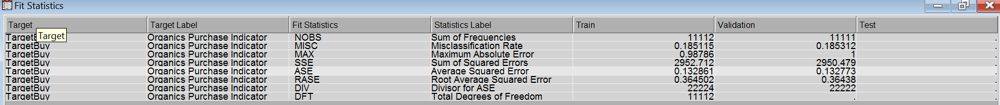 Fit Statistics
Target Target Label Fit Statistics Statistics Label Train Validation Test
Target
Organics Purchase Indicator NOBS Sum of Frequencies 11112 11111 .
TargetBuy Organics Purchase Indicator MISC Misclassification Rate 0.185115 0.185312 .
TargetBuy Organics Purchase Indicator MAX Maximum Absolute Error 0.98786 1 .
TargetBuy Organics Purchase Indicator SSE Sum of Squared Errors 2952.712 2950.479 .
TargetBuy Organics Purchase Indicator ASE Average Squared Error 0.132861 0.132773 .
TargetBuy Organics Purchase Indicator RASE Root Average Squared Error 0.364502 0.36438 .
TargetBuy Organics Purchase Indicator DIV Divisor for ASE 22224 22222 .
TargetBuy Organics Purchase Indicator DFT Total Degrees of Freedom 11112 . .